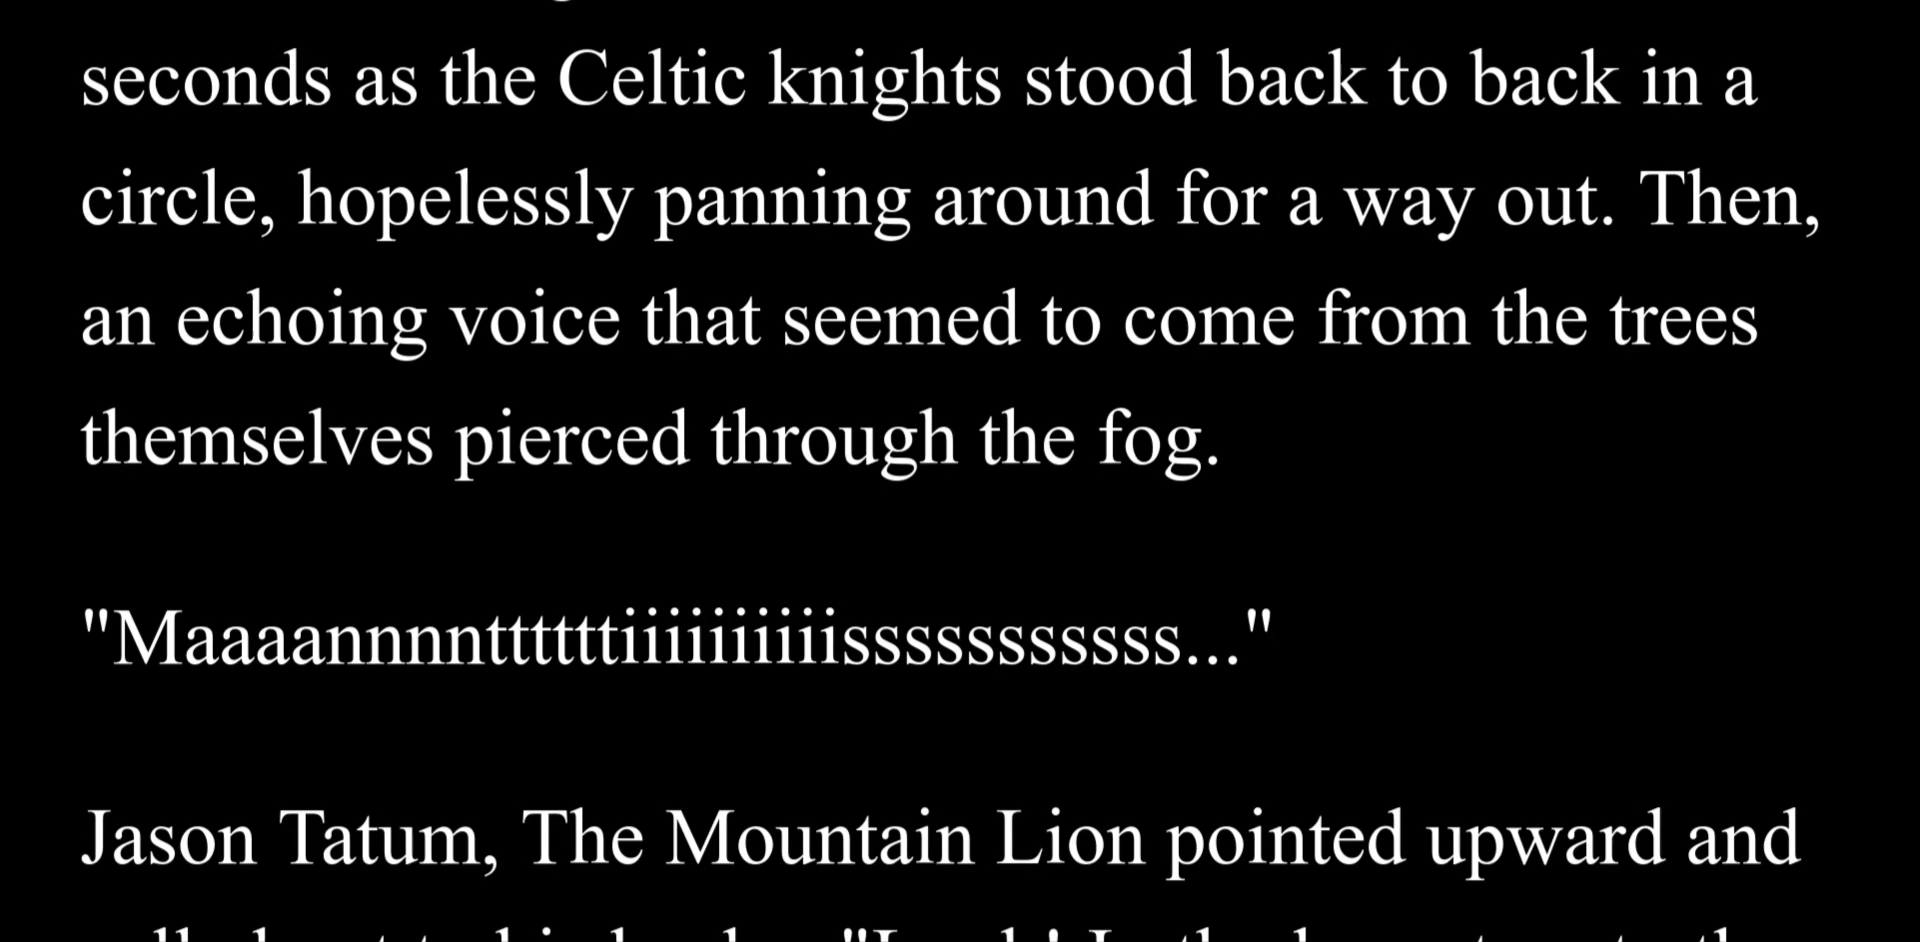 seconds as the Celtic knights stood back to back in a
circle, hopelessly panning around for a way out. Then,
an echoing voice that seemed to come from the trees
themselves pierced through the fog.
"Maaaannnnttttttiiiiiiiiiisssssssssss..."
Jason Tatum, The Mountain Lion pointed upward and